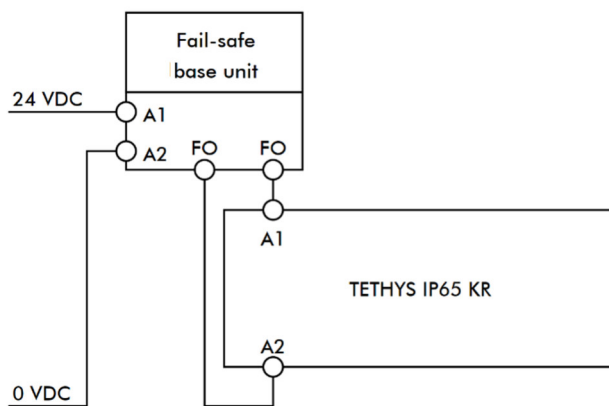 Fail-safe
base unit
24 VDC
A1
A2
FO
FO
A1
TETHYS IP65 KR
A2
0 VDC